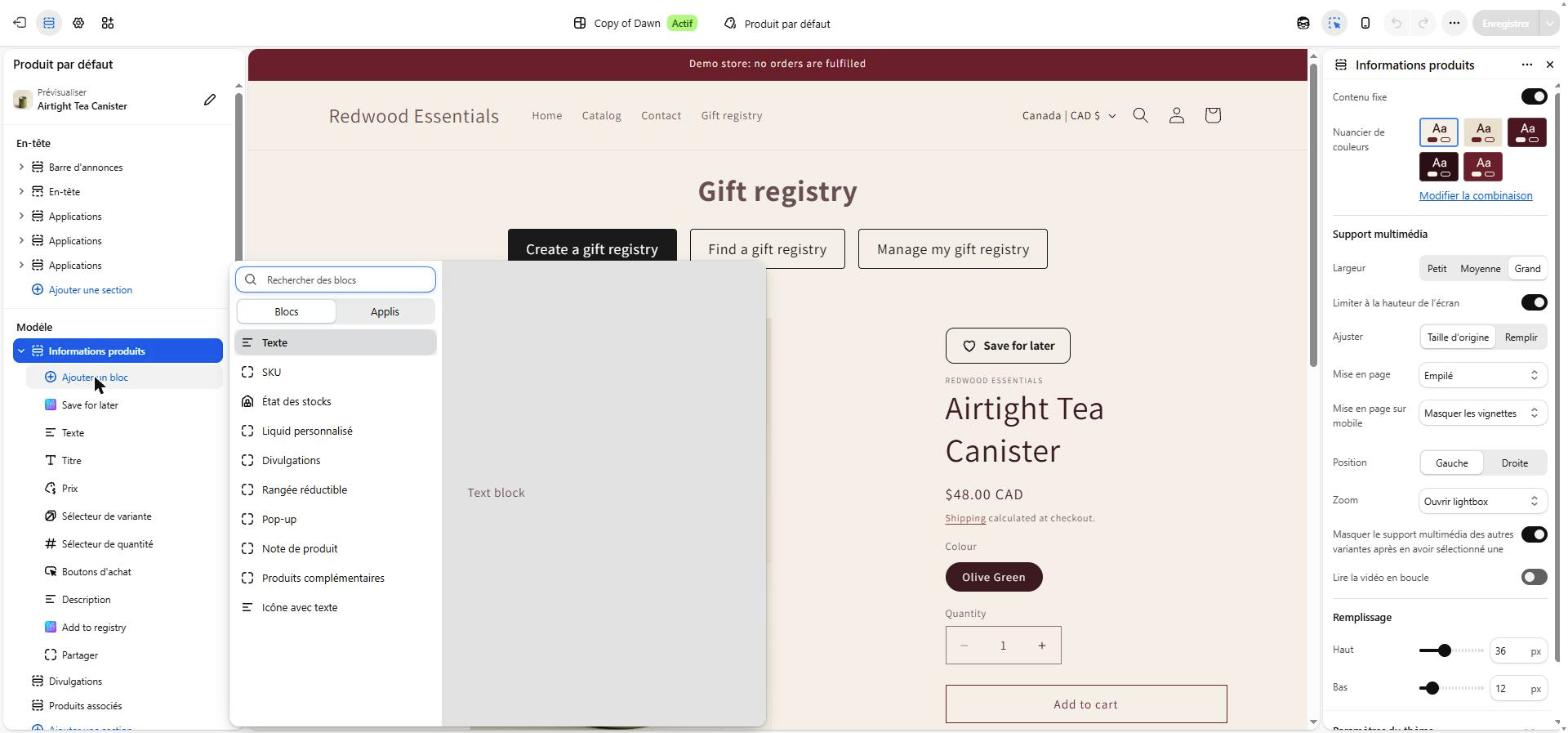 Copy of Dawn
Actif
Produit par défaut
Enregistrer
Produit par défaut
Prévisualiser
Airtight Tea Canister
En-tête
Barre d'annonces
En-tête
Applications
Applications
Applications
Ajouter une section
Modèle
Informations produits
Ajouter un bloc
Save for later
Texte
Titre
Prix
Sélecteur de variante
Sélecteur de quantité
Boutons d'achat
Description
Add to registry
Partager
Divulgations
Produits associés
Ajouter une section
Rechercher des blocs
Blocs
Applis
Texte
SKU
État des stocks
Liquid personnalisé
Divulgations
Rangée réductible
Pop-up
Note de produit
Produits complémentaires
Icône avec texte
Text block
Demo store: no orders are fulfilled
Redwood Essentials
Home
Catalog
Contact
Gift registry
Canada | CAD $
Gift registry
Create a gift registry
Find a gift registry
Manage my gift registry
Save for later
REDWOOD ESSENTIALS
Airtight Tea
Canister
$48.00 CAD
Shipping calculated at checkout.
Colour
Olive Green
Quantity
− 1 +
Add to cart
Informations produits
Contenu fixe
Nuancier de
couleurs
Aa
Aa
Aa
Aa
Aa
Modifier la combinaison
Support multimédia
Largeur
Petit
Moyenne
Grand
Limiter à la hauteur de l'écran
Ajuster
Taille d'origine
Remplir
Mise en page
Empilé
Mise en page sur
mobile
Masquer les vignettes
Position
Gauche
Droite
Zoom
Ouvrir lightbox
Masquer le support multimédia des autres
variantes après en avoir sélectionné une
Lire la vidéo en boucle
Remplissage
Haut
36 px
Bas
12 px
Paramètres du thème